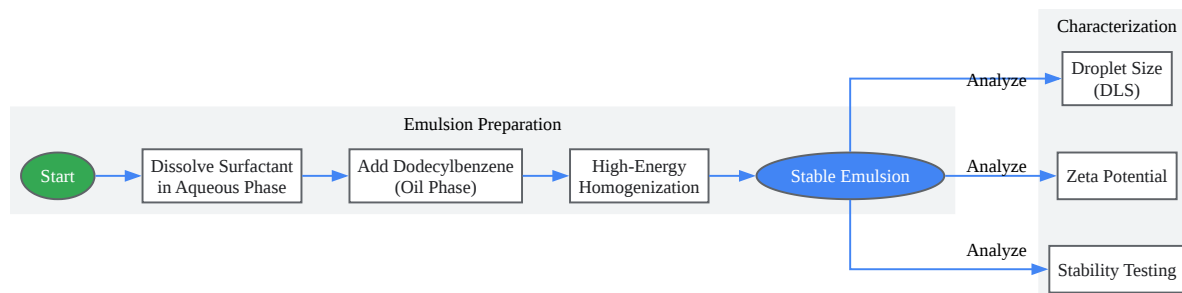 Characterization
Analyze
Droplet Size
(DLS)
Emulsion Preparation
Start
Dissolve Surfactant
in Aqueous Phase
Add Dodecylbenzene
(Oil Phase)
High-Energy
Homogenization
Stable Emulsion
Analyze
Zeta Potential
Analyze
Stability Testing